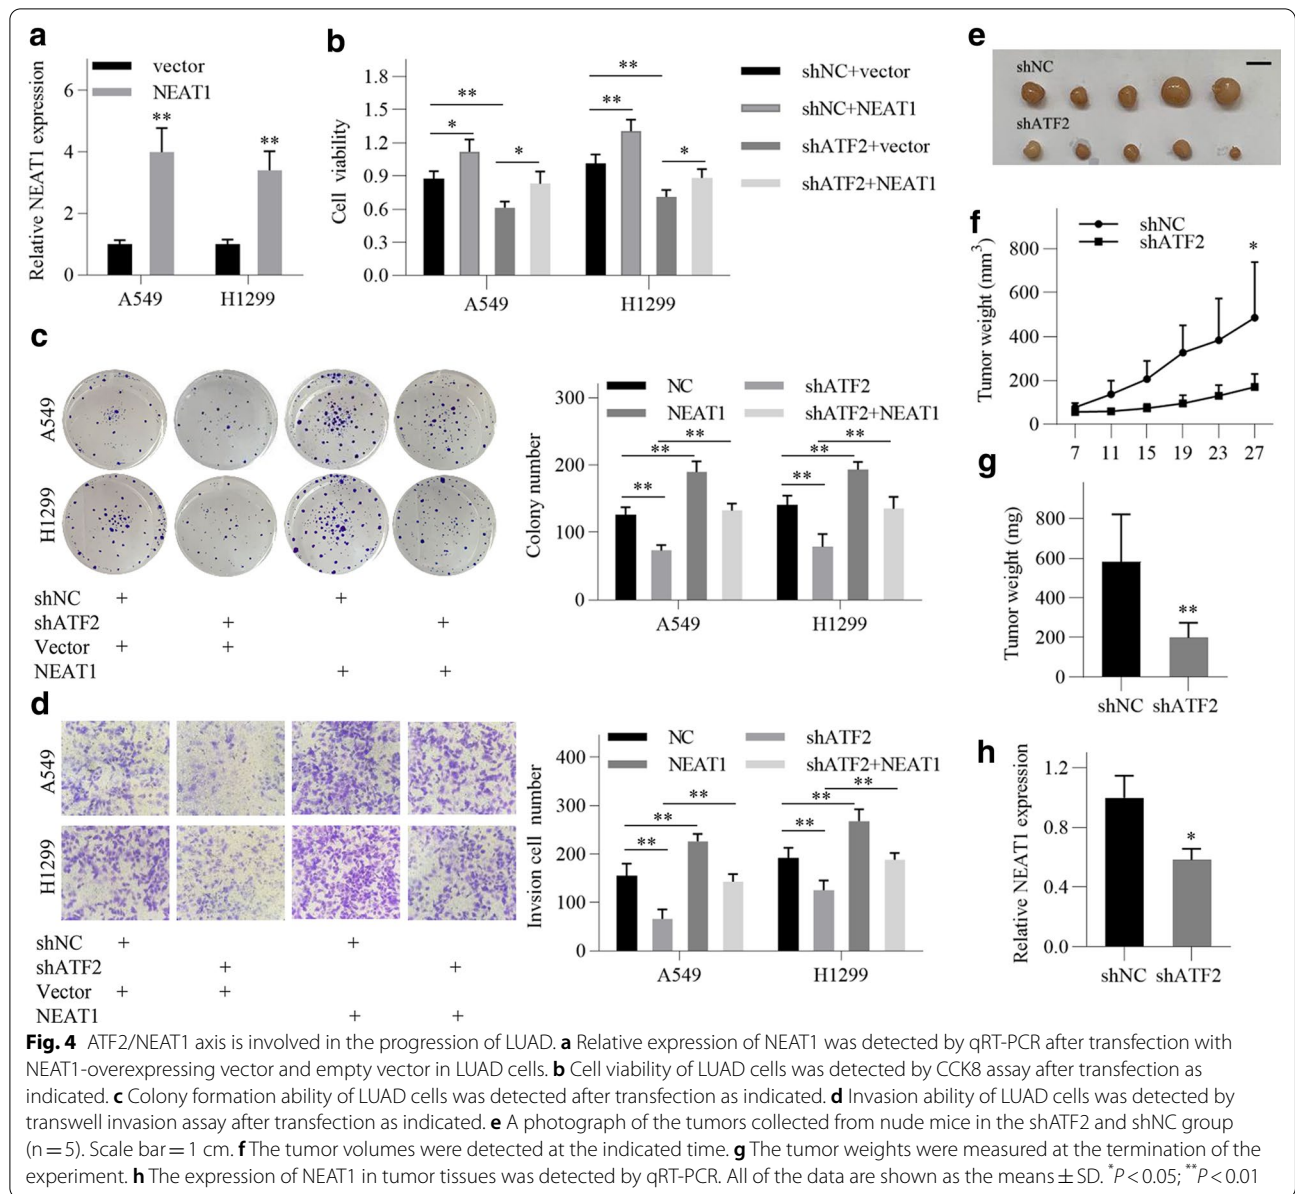 a
Relative NEAT1 expression
vector
NEAT1
6
4
2
0
**
**
A549
H1299
b
Cell viability
1.8
1.5
1.2
0.9
0.6
0.3
0.0
**
*
*
**
**
*
A549
H1299
shNC+vector
shNC+NEAT1
shATF2+vector
shATF2+NEAT1
c
A549
H1299
shNC + +
shATF2 + +
Vector + +
NEAT1 + +
Colony number
300
200
100
0
NC shATF2
NEAT1 shATF2+NEAT1
**
**
**
**
**
**
A549
H1299
d
A549
H1299
shNC + +
shATF2 + +
Vector + +
NEAT1 + +
Invsion cell number
400
300
200
100
0
NC shATF2
NEAT1 shATF2+NEAT1
**
**
**
**
**
**
A549
H1299
e
shNC
shATF2
f
Tumor weight (mm3)
800
600
400
200
0
shNC
shATF2
*
7 11 15 19 23 27
g
Tumor weight (mg)
800
600
400
200
0
**
shNC shATF2
h
Relative NEAT1 expression
1.2
0.8
0.4
0.0
*
shNC shATF2
Fig. 4 ATF2/NEAT1 axis is involved in the progression of LUAD. a Relative expression of NEAT1 was detected by qRT-PCR after transfection with
NEAT1-overexpressing vector and empty vector in LUAD cells. b Cell viability of LUAD cells was detected by CCK8 assay after transfection as
indicated. c Colony formation ability of LUAD cells was detected after transfection as indicated. d Invasion ability of LUAD cells was detected by
transwell invasion assay after transfection as indicated. e A photograph of the tumors collected from nude mice in the shATF2 and shNC group
(n = 5). Scale bar = 1 cm. f The tumor volumes were detected at the indicated time. g The tumor weights were measured at the termination of the
experiment. h The expression of NEAT1 in tumor tissues was detected by qRT-PCR. All of the data are shown as the means ± SD. *P < 0.05; **P < 0.01